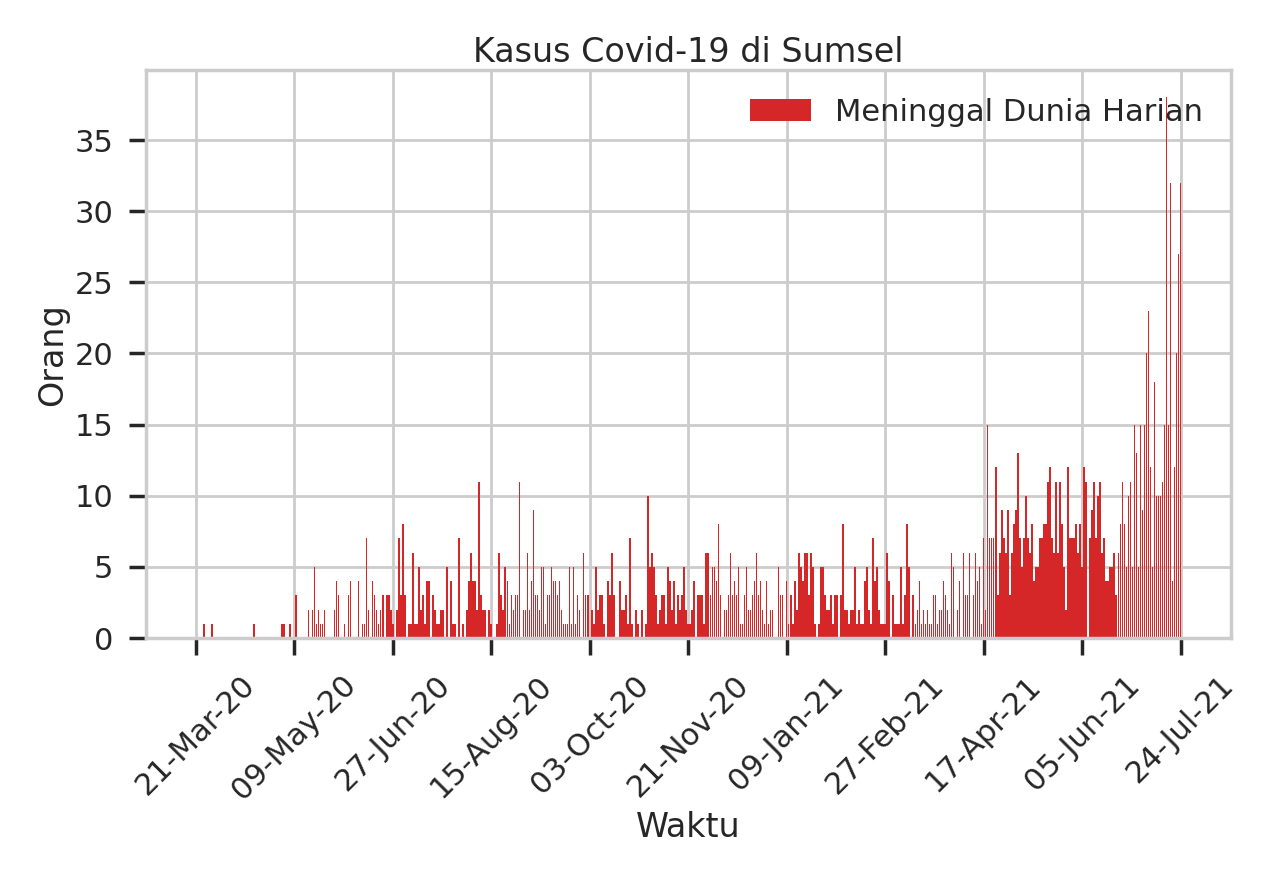 Kasus Covid-19 di Sumsel
Meninggal Dunia Harian
Orang
35
30
25
20
15
10
5
0
21-Mar-20
09-May-20
27-Jun-20
15-Aug-20
03-Oct-20
21-Nov-20
09-Jan-21
27-Feb-21
17-Apr-21
05-Jun-21
24-Jul-21
Waktu